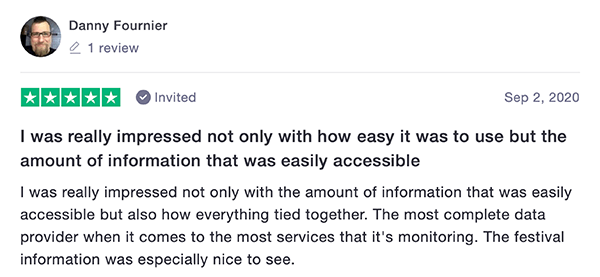 Danny Fournier
1 review
Invited
Sep 2, 2020
I was really impressed not only with how easy it was to use but the
amount of information that was easily accessible
I was really impressed not only with the amount of information that was easily
accessible but also how everything tied together. The most complete data
provider when it comes to the most services that it's monitoring. The festival
information was especially nice to see.